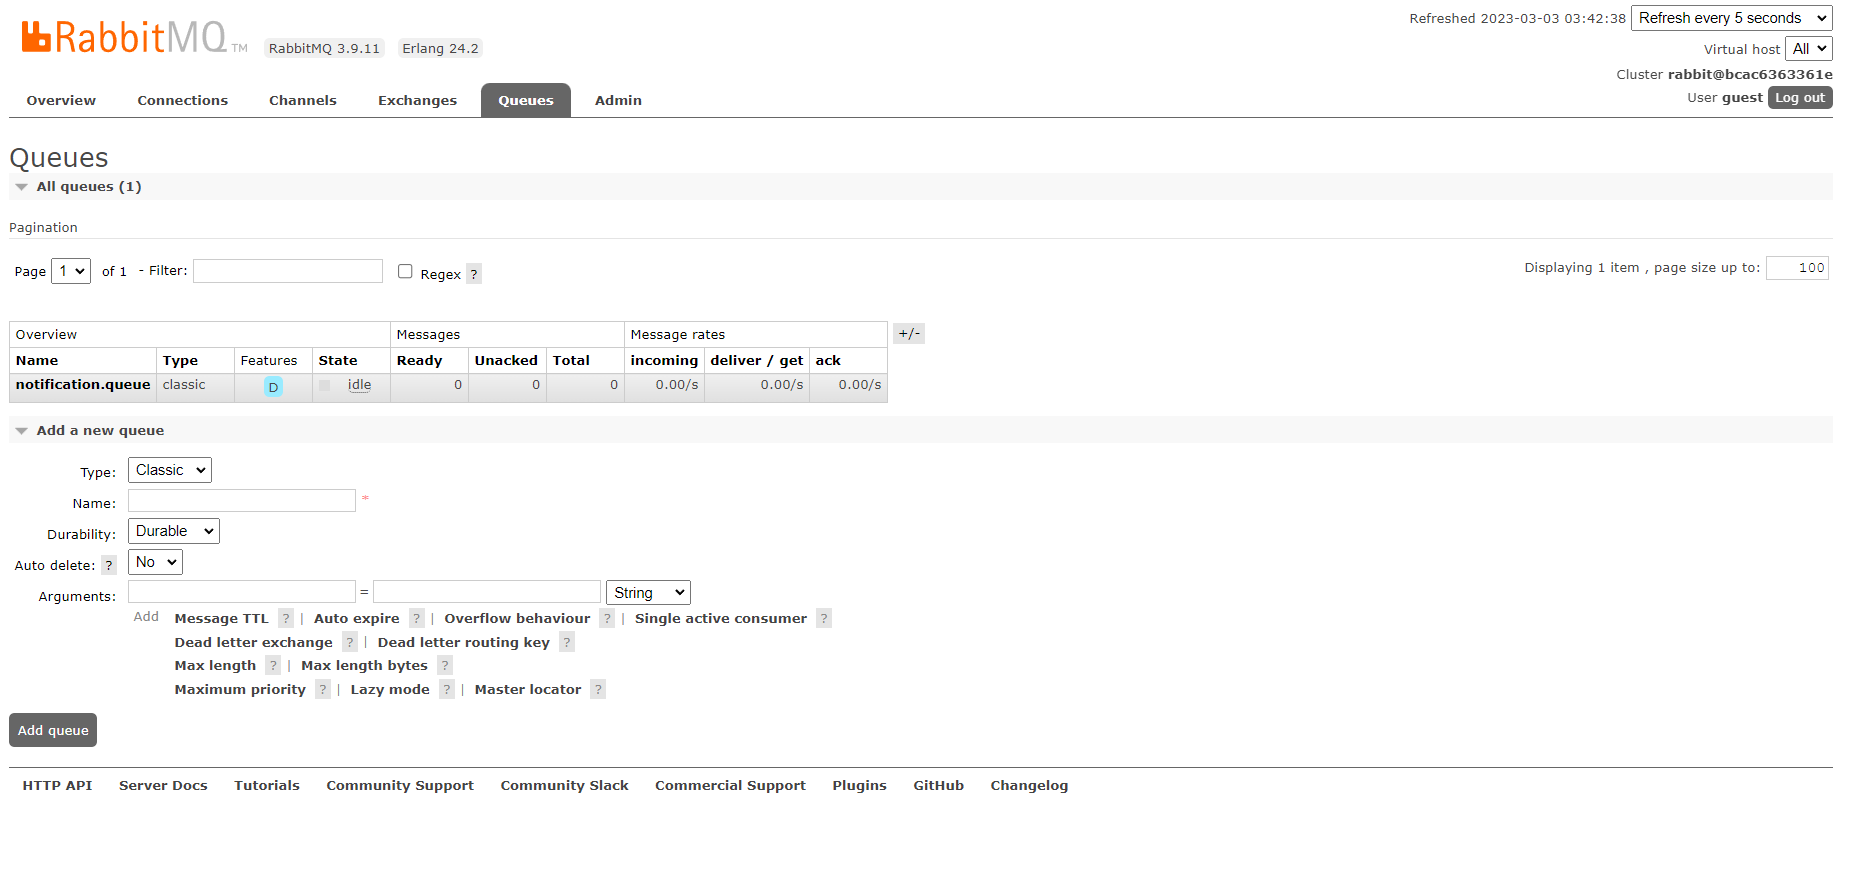 RabbitMQ TM RabbitMQ 3.9.11 Erlang 24.2
Refreshed 2023-03-03 03:42:38 Refresh every 5 seconds
Virtual host All
Cluster rabbit@bcac6363361e
User guest Log out
Overview Connections Channels Exchanges Queues Admin
Queues
All queues (1)
Pagination
Page 1 of 1 - Filter: Regex ? Displaying 1 item , page size up to: 100
Overview Messages Message rates +/-
Name Type Features State Ready Unacked Total incoming deliver / get ack
notification.queue classic D idle 0 0 0 0.00/s 0.00/s 0.00/s
Add a new queue
Type: Classic
Name: *
Durability: Durable
Auto delete: ? No
Arguments: = String
Add Message TTL ? | Auto expire ? | Overflow behaviour ? | Single active consumer ?
Dead letter exchange ? | Dead letter routing key ?
Max length ? | Max length bytes ?
Maximum priority ? | Lazy mode ? | Master locator ?
Add queue
HTTP API Server Docs Tutorials Community Support Community Slack Commercial Support Plugins GitHub Changelog